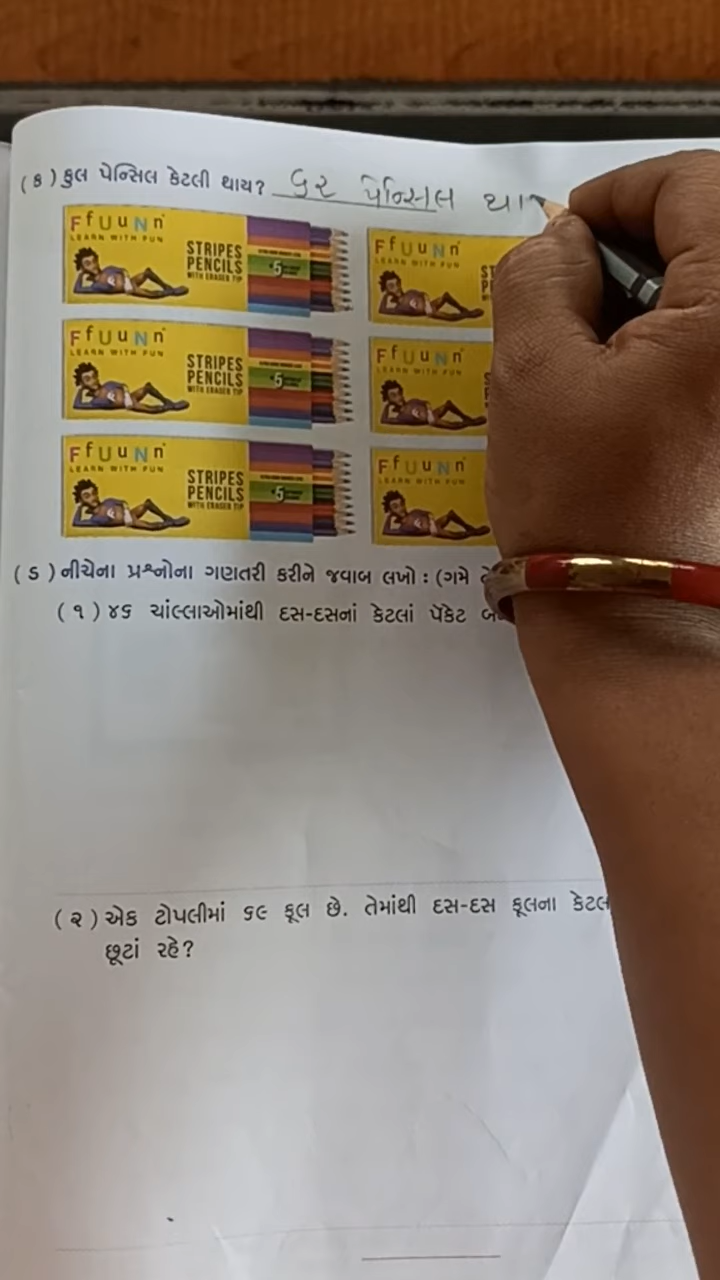 (ક) કુલ પેન્સિલ કેટલી થાય? ૬૨ પેન્સિલ થા
FfUuNn
LEARN WITH FUN
STRIPES
PENCILS
WITH ERASER TIP
+5
FfUuNn
LEARN WITH FUN
FfUuNn
LEARN WITH FUN
STRIPES
PENCILS
WITH ERASER TIP
+5
FfUuNn
LEARN WITH FUN
FfUuNn
LEARN WITH FUN
STRIPES
PENCILS
WITH ERASER TIP
+5
FfUuNn
LEARN WITH FUN
(ડ) નીચેના પ્રશ્નોના ગણતરી કરીને જવાબ લખો : (ગમે
(૧) ૪૬ ચાંલ્લાઓમાંથી દસ-દસનાં કેટલાં પૅકેટ
(૨) એક ટોપલીમાં ૬૯ ફૂલ છે. તેમાંથી દસ-દસ ફૂલના કેટલ
છૂટાં રહે?